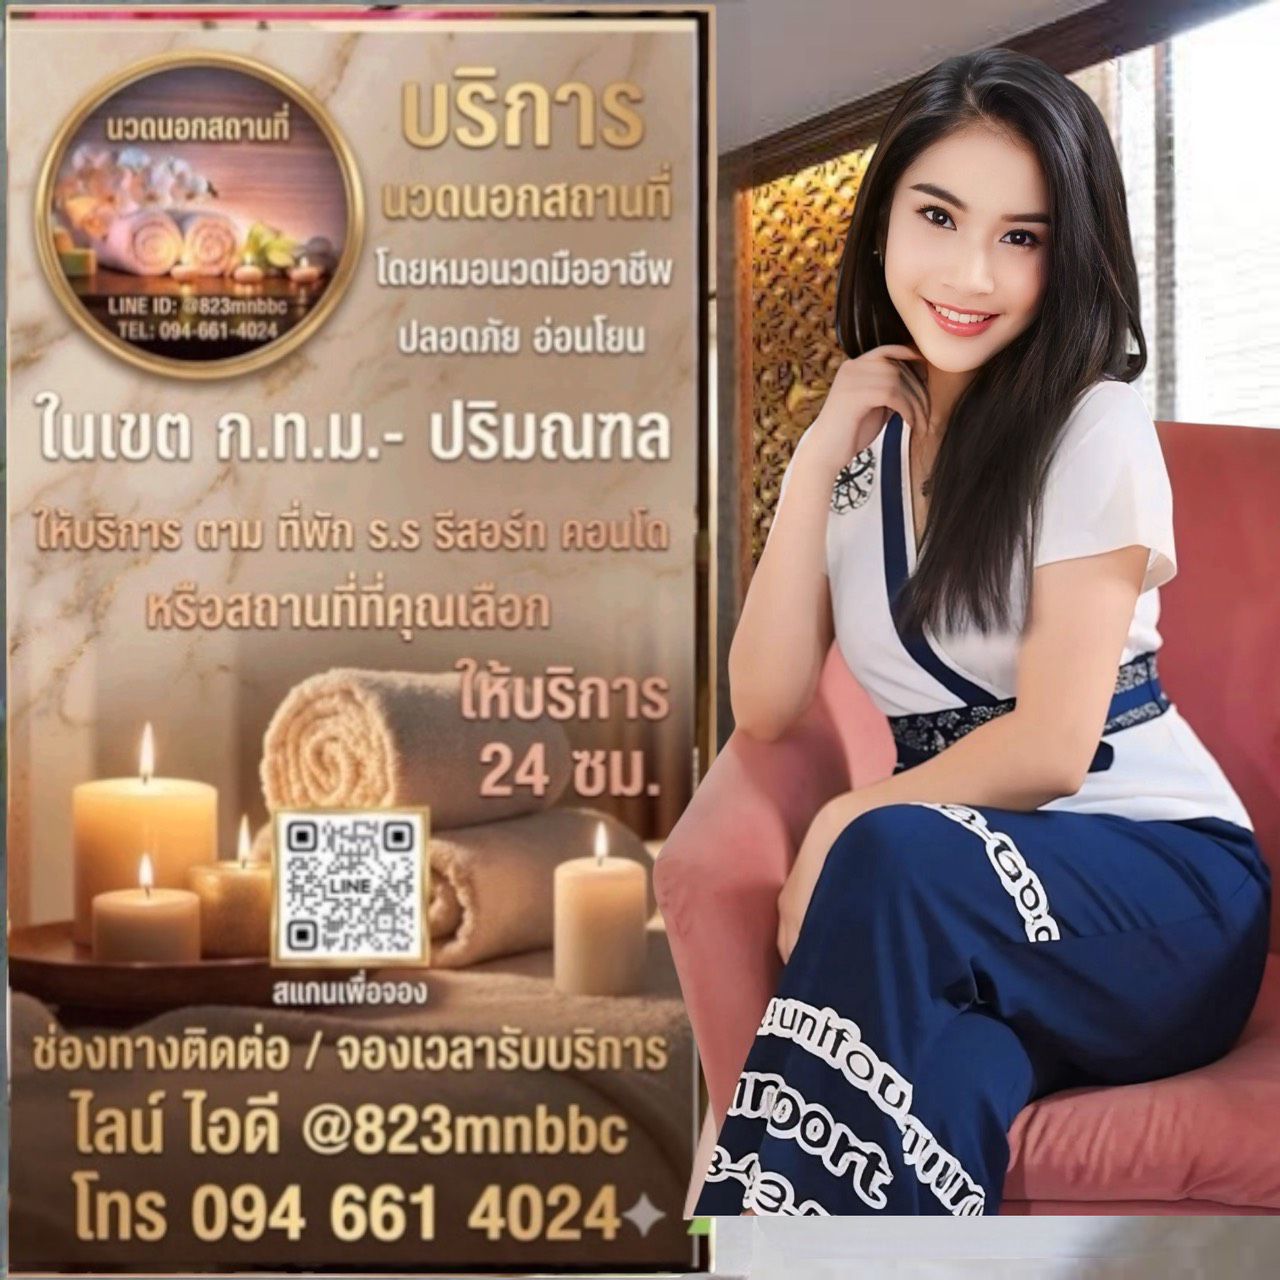 นวดนอกสถานที่
LINE ID: @823mnbbc
TEL: 094-661-4024
บริการ
นวดนอกสถานที่
โดยหมอนวดมืออาชีพ
ปลอดภัย อ่อนโยน
ในเขต ก.ท.ม.- ปริมณฑล
ให้บริการ ตาม ที่พัก ร.ร รีสอร์ท คอนโด
หรือสถานที่ที่คุณเลือก
ให้บริการ
24 ซม.
LINE
สแกนเพื่อจอง
ช่องทางติดต่อ / จองเวลารับบริการ
ไลน์ ไอดี @823mnbbc
โทร 094 661 4024